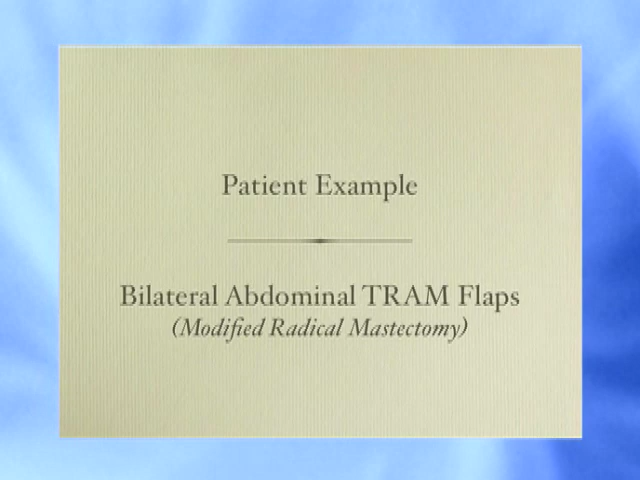 Patient Example
Bilateral Abdominal TRAM Flaps
(Modified Radical Mastectomy)